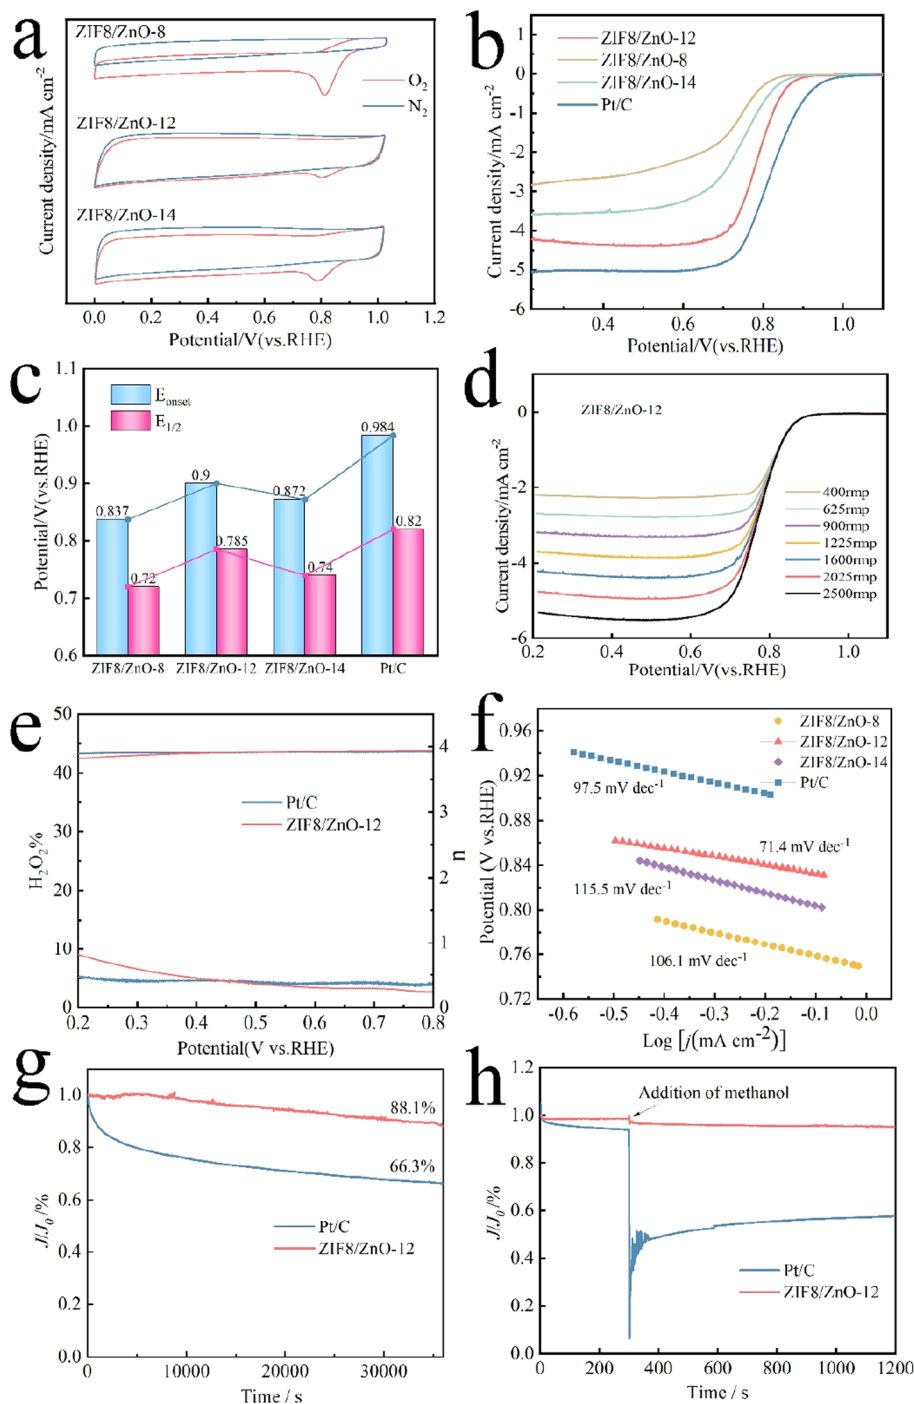 a
ZIF8/ZnO-8
O2
N2
ZIF8/ZnO-12
ZIF8/ZnO-14
Current density/mA cm-2
0.0 0.2 0.4 0.6 0.8 1.0 1.2
Potential/V(vs.RHE)
b
ZIF8/ZnO-12
ZIF8/ZnO-8
ZIF8/ZnO-14
Pt/C
1
0
-1
-2
-3
-4
-5
-6
Current density/mA cm-2
0.4 0.6 0.8 1.0
Potential/V(vs.RHE)
c
Eonset
E1/2
1.1
1.0
0.9
0.8
0.7
0.6
Potential/V(vs.RHE)
0.837
0.72
0.9
0.785
0.872
0.74
0.984
0.82
ZIF8/ZnO-8 ZIF8/ZnO-12 ZIF8/ZnO-14 Pt/C
d
ZIF8/ZnO-12
0
-2
-4
-6
Current density/mA cm-2
400rmp
625rmp
900rmp
1225rmp
1600rmp
2025rmp
2500rmp
0.2 0.4 0.6 0.8 1.0
Potential/V(vs.RHE)
e
50
40
30
20
10
0
H2O2%
Pt/C
ZIF8/ZnO-12
4
3
2
1
0
n
0.2 0.3 0.4 0.5 0.6 0.7 0.8
Potential(V vs.RHE)
f
ZIF8/ZnO-8
ZIF8/ZnO-12
ZIF8/ZnO-14
Pt/C
0.96
0.92
0.88
0.84
0.80
0.76
0.72
Potential (V vs.RHE)
97.5 mV dec-1
71.4 mV dec-1
115.5 mV dec-1
106.1 mV dec-1
-0.6 -0.5 -0.4 -0.3 -0.2 -0.1 0.0
Log [j(mA cm-2)]
g
1.0
0.8
0.6
0.4
0.2
0.0
J/J0/%
88.1%
66.3%
Pt/C
ZIF8/ZnO-12
0 10000 20000 30000
Time / s
h
Addition of methanol
1.2
1.0
0.8
0.6
0.4
0.2
0.0
J/J0/%
Pt/C
ZIF8/ZnO-12
0 200 400 600 800 1000 1200
Time / s